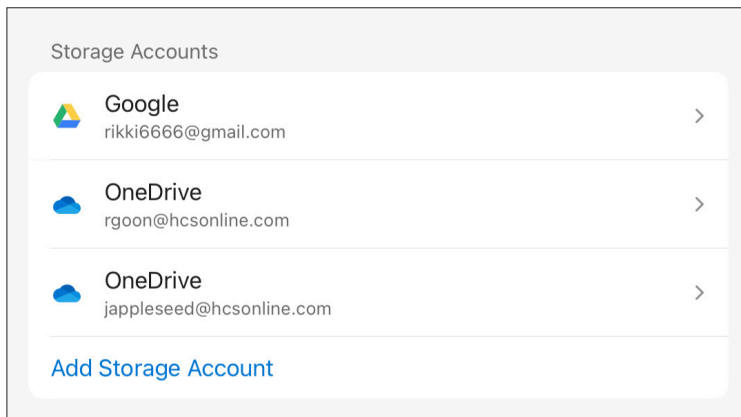 Storage Accounts
Google
rikki6666@gmail.com
OneDrive
rgoon@hcsonline.com
OneDrive
jappleseed@hcsonline.com
Add Storage Account